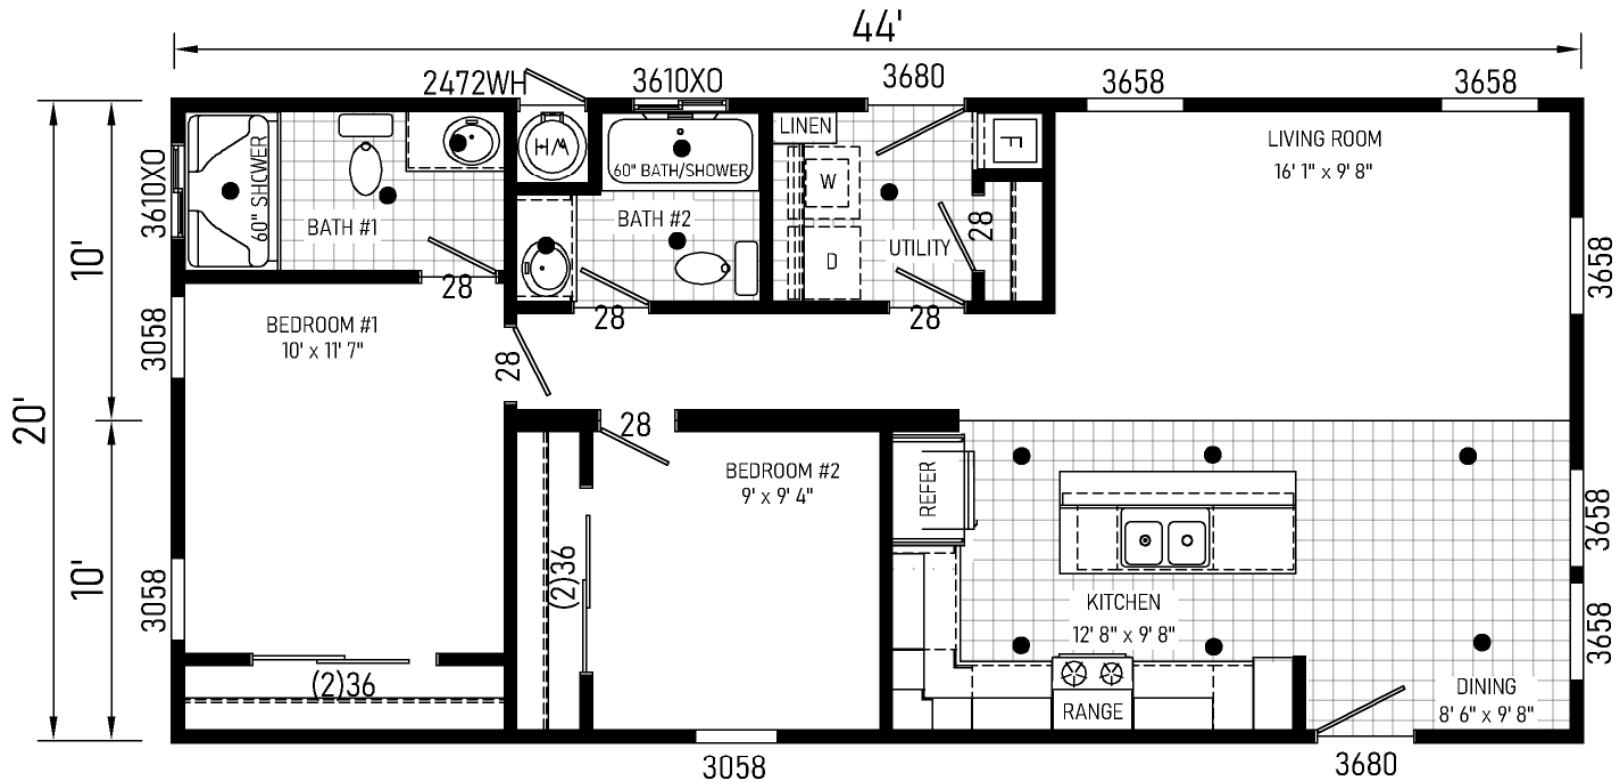 44'
2472WH
3610XO
3680
3658
3658
LINEN
W/H
F
LIVING ROOM
16' 1" x 9' 8"
3610XO
60" SHCWER
60" BATH/SHOWER
W
BATH #1
BATH #2
28
UTILITY
D
3658
10'
28
28
28
3058
BEDROOM #1
10' x 11' 7"
28
20'
28
BEDROOM #2
9' x 9' 4"
REFER
3658
10'
3058
(2)36
KITCHEN
12' 8" x 9' 8"
3658
(2)36
RANGE
DINING
8' 6" x 9' 8"
3058
3680